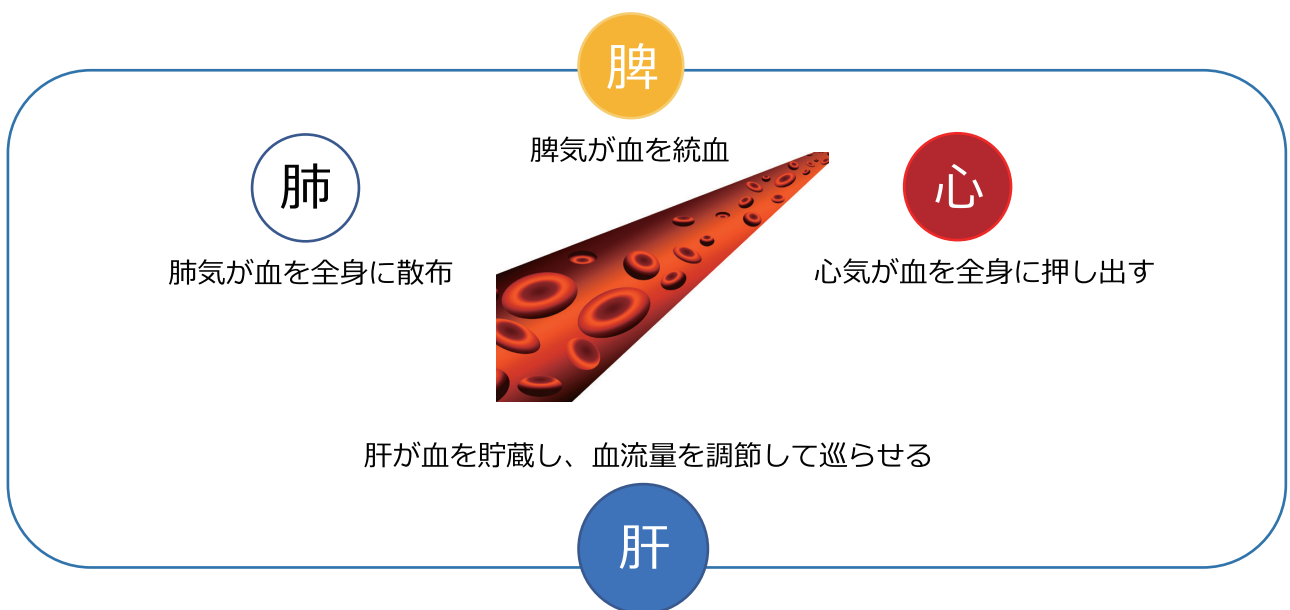 脾
脾気が血を統血
肺
肺気が血を全身に散布
心
心気が血を全身に押し出す
肝が血を貯蔵し、血流量を調節して巡らせる
肝